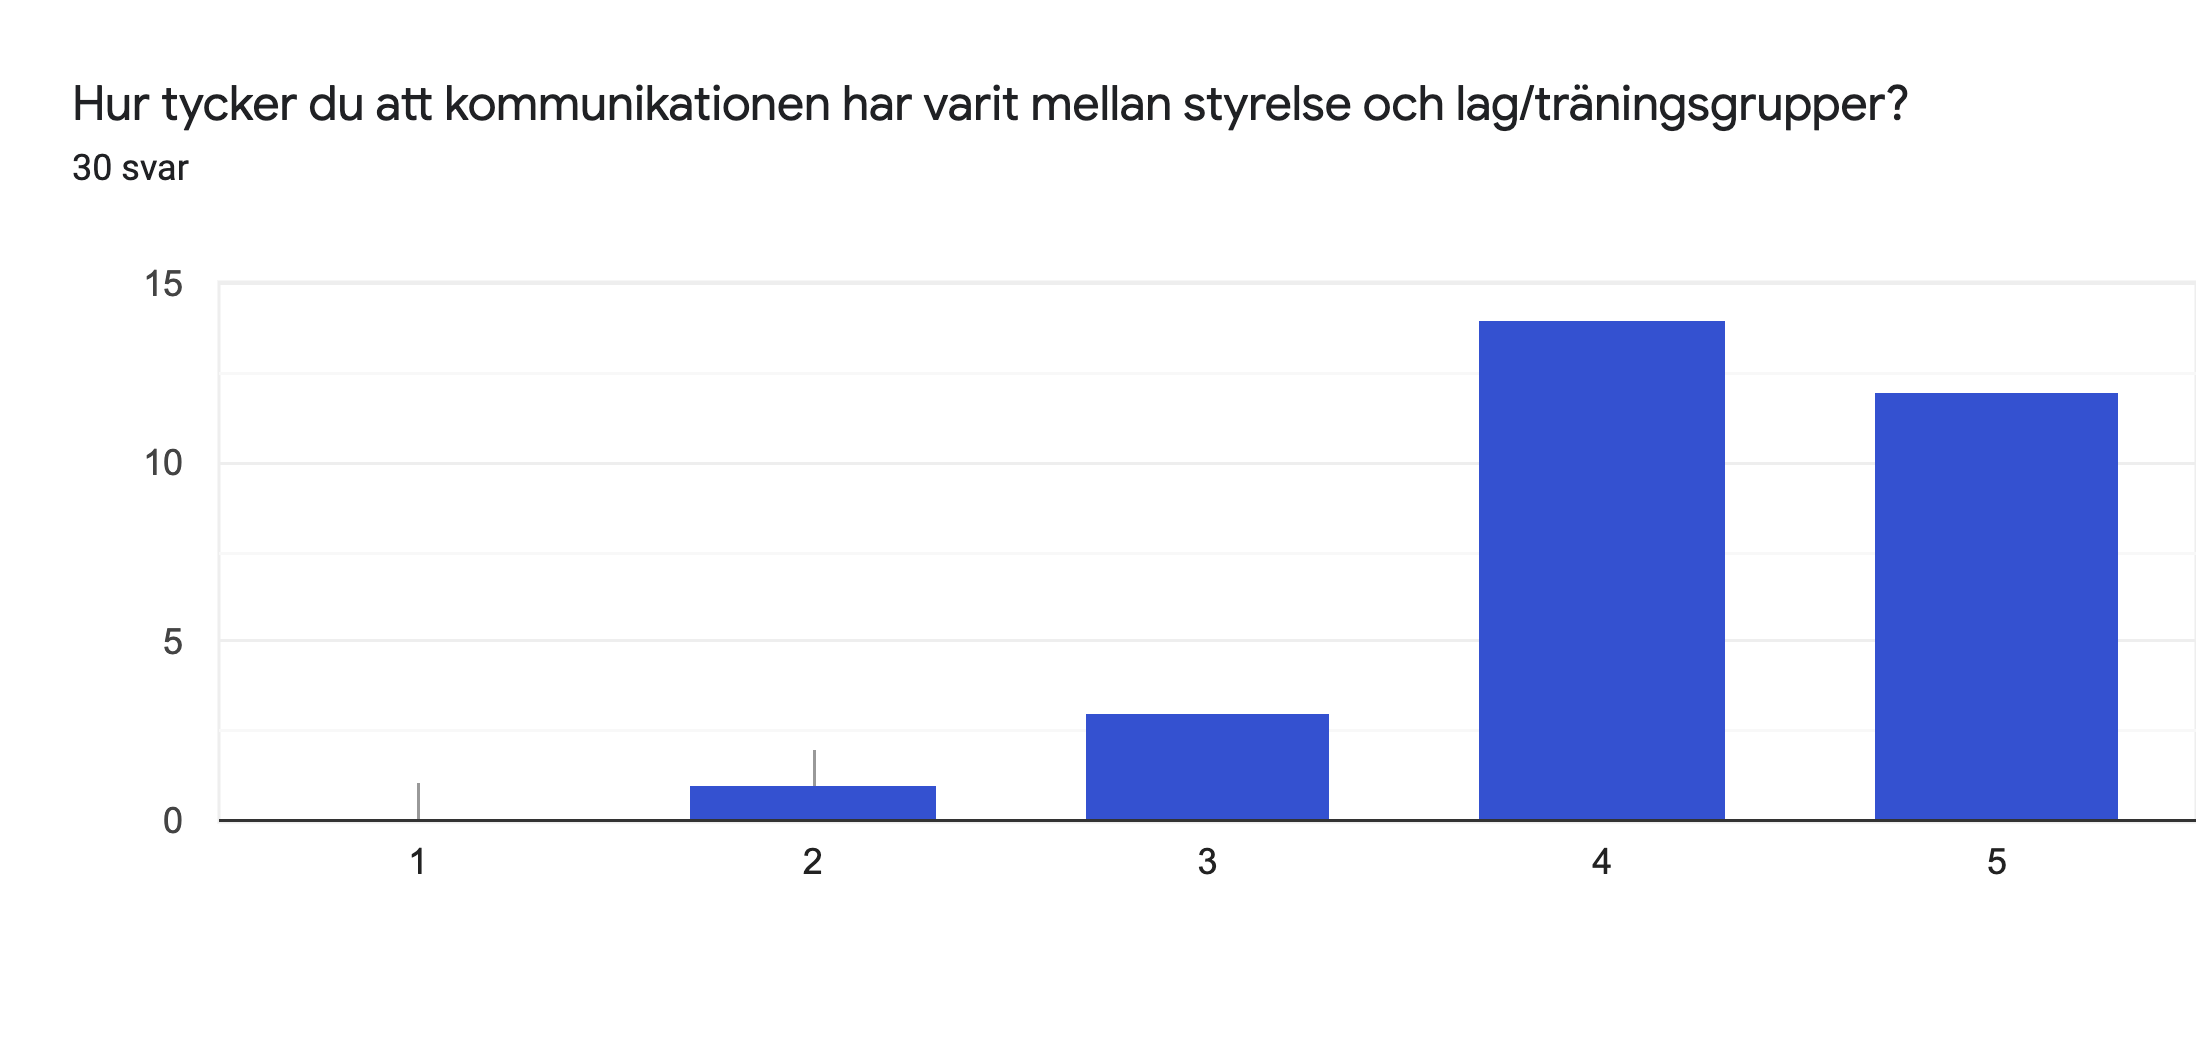 Hur tycker du att kommunikationen har varit mellan styrelse och lag/träningsgrupper?
30 svar
15
10
5
0
1 2 3 4 5